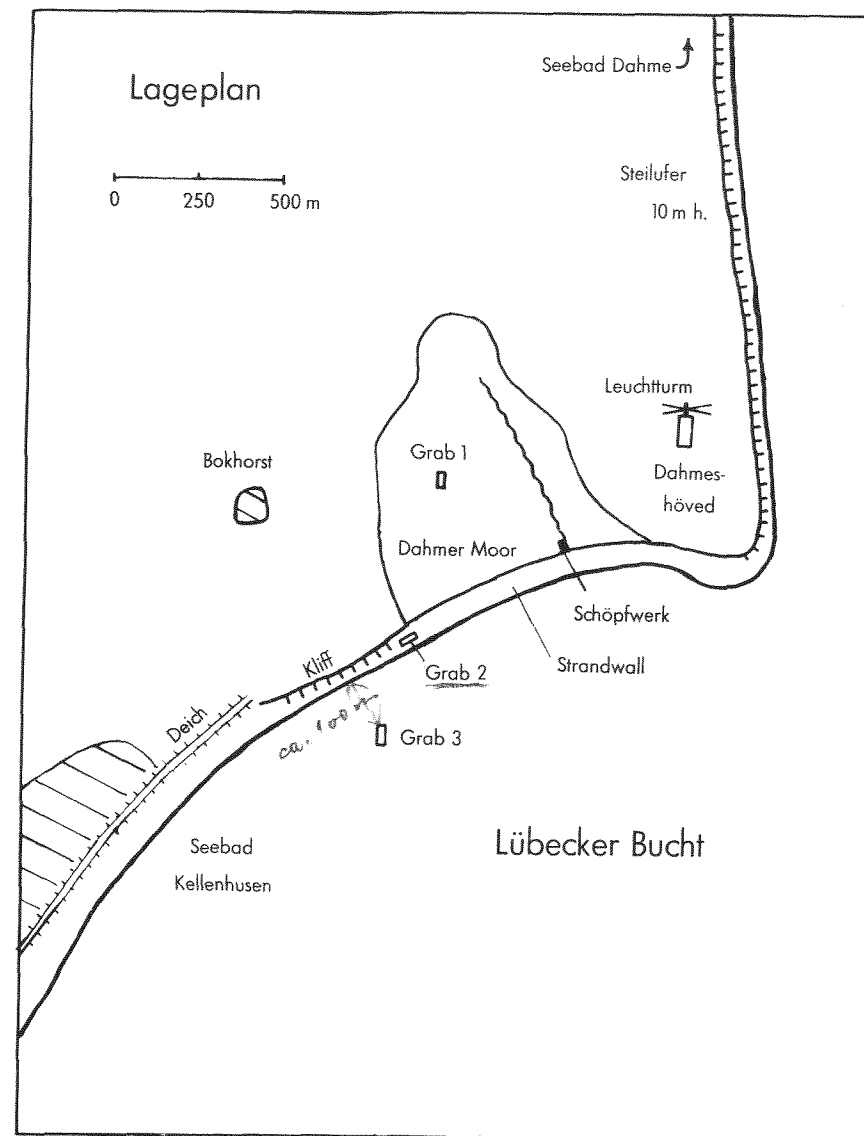 Seebad Dahme
Lageplan
0 250 500 m
Steilufer
10 m h.
Leuchtturm
Dahmes-
höved
Grab 1
Bokhorst
Dahmer Moor
Schöpfwerk
Strandwall
Kliff
Grab 2
Deich
ca. 100 m
Grab 3
Seebad
Kellenhusen
Lübecker Bucht